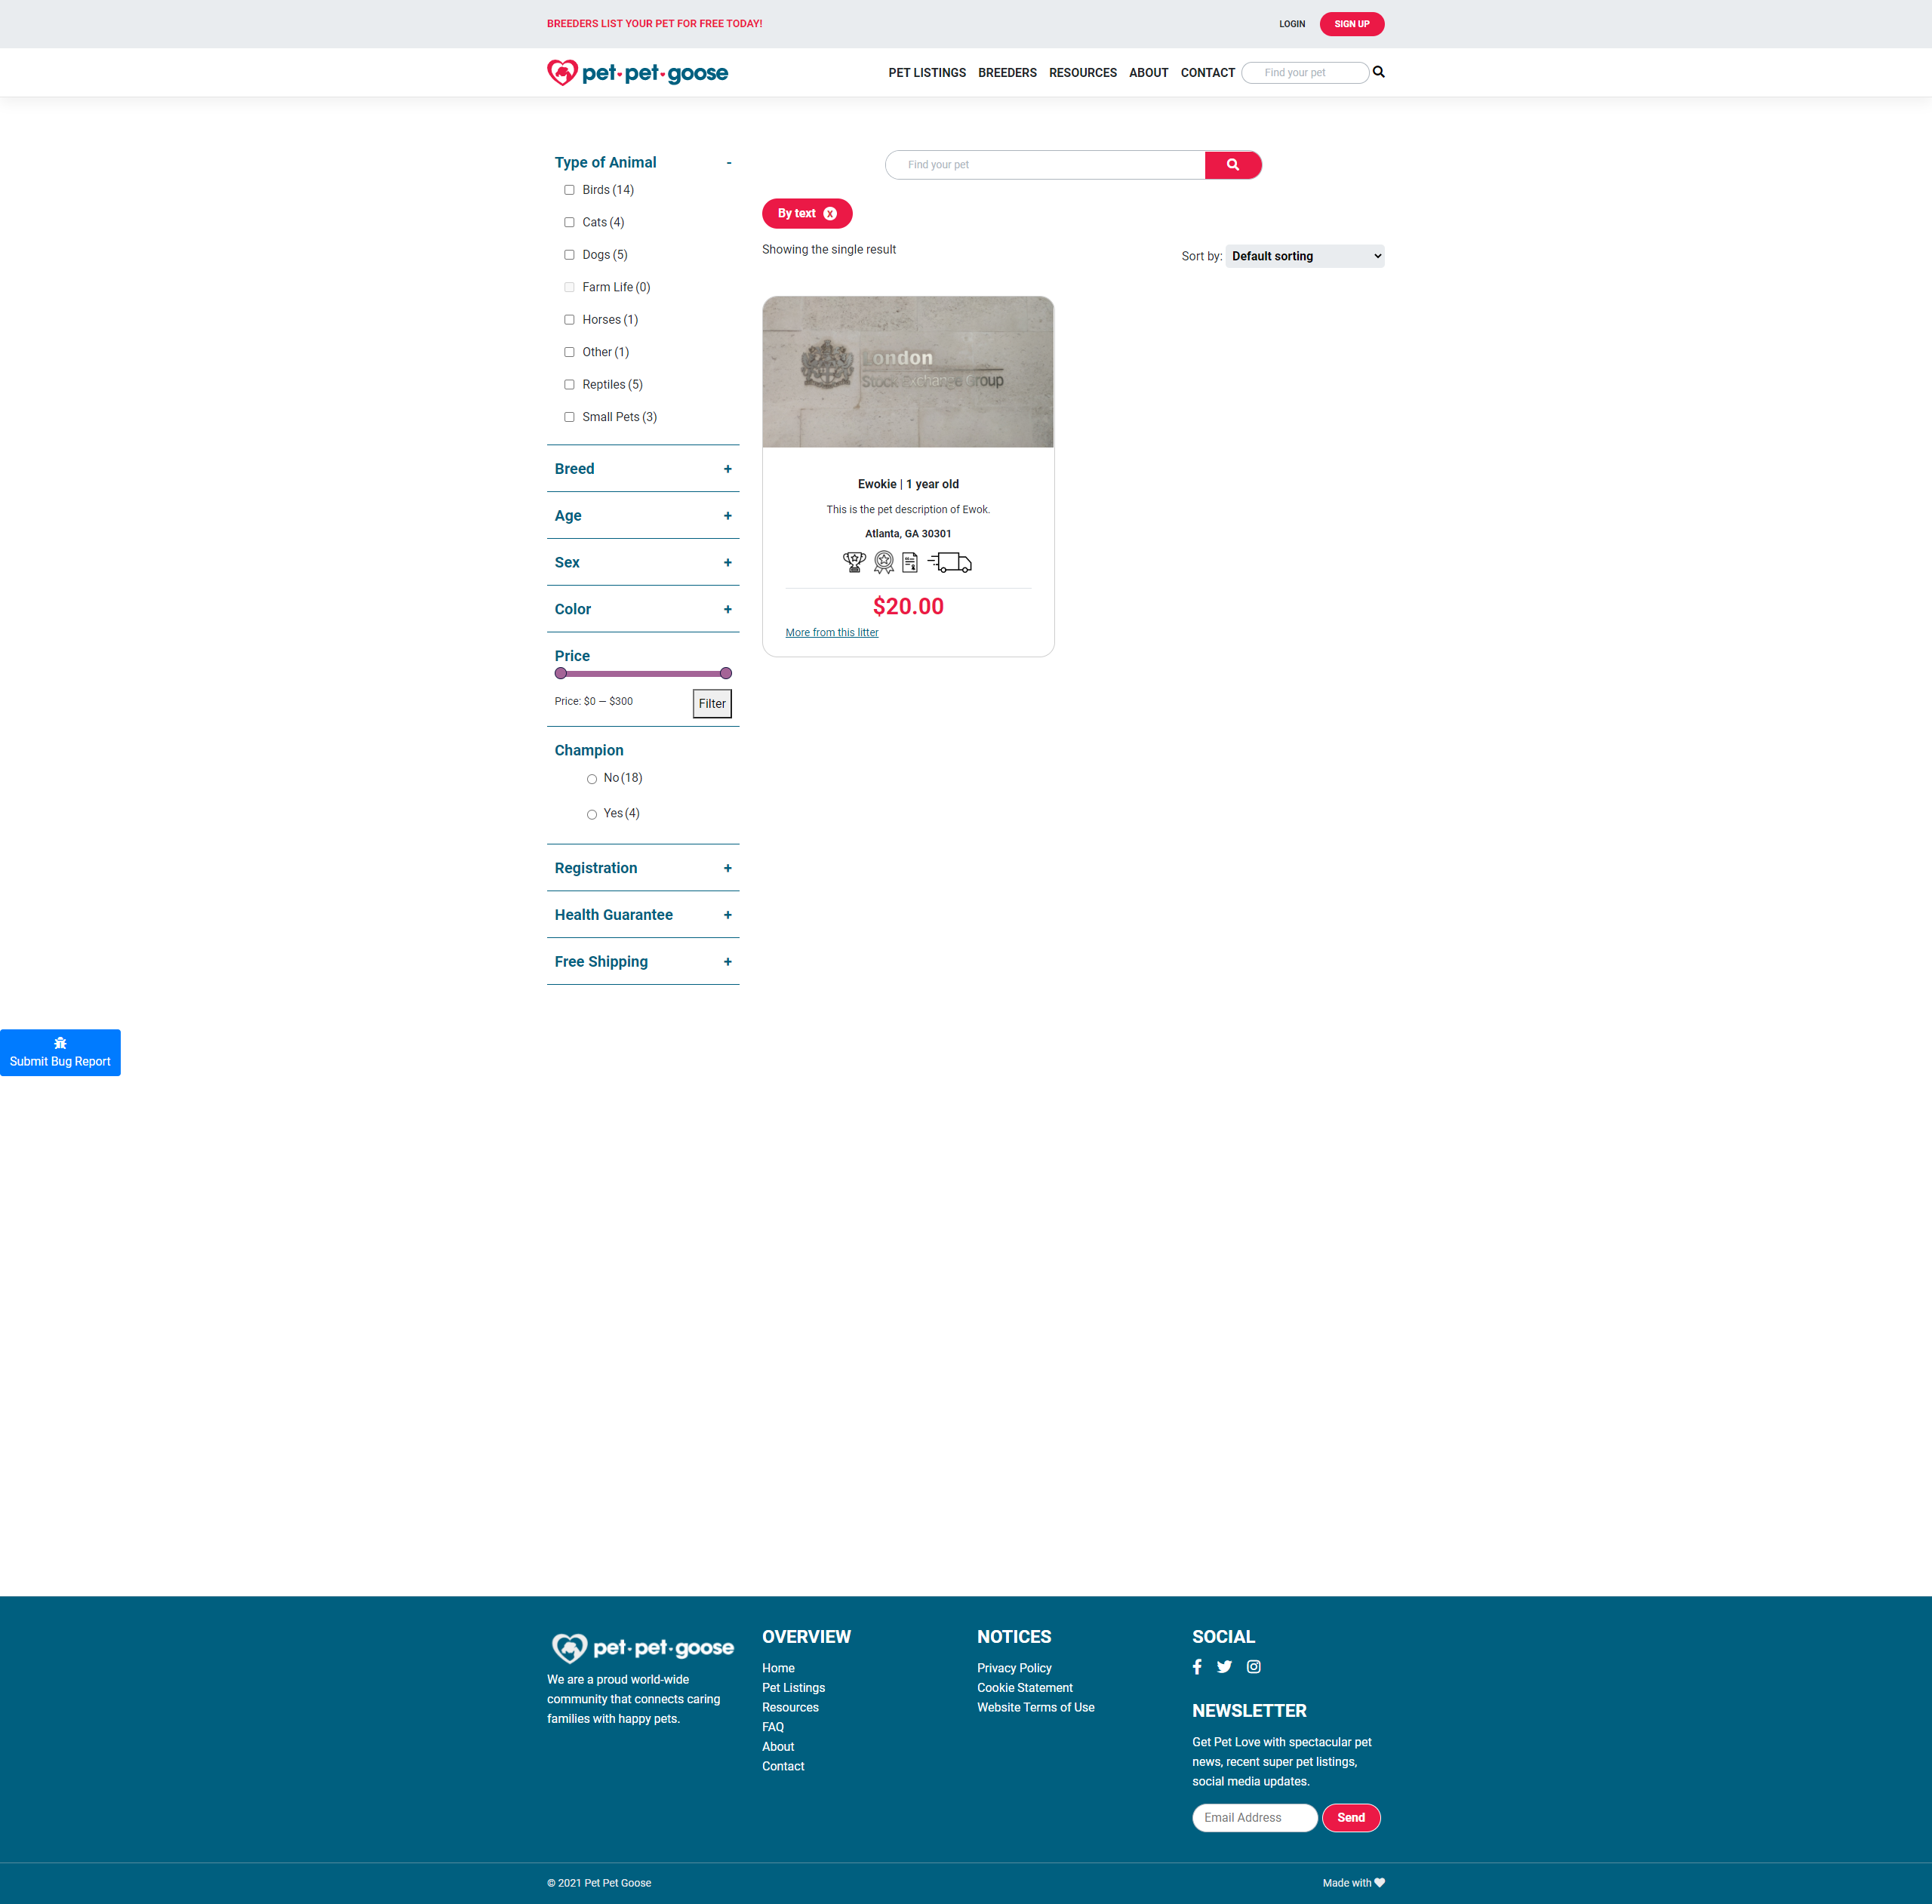 BREEDERS LIST YOUR PET FOR FREE TODAY!
LOGIN
SIGN UP
pet·pet·goose
PET LISTINGS
BREEDERS
RESOURCES
ABOUT
CONTACT
Find your pet
Type of Animal -
Birds (14)
Cats (4)
Dogs (5)
Farm Life (0)
Horses (1)
Other (1)
Reptiles (5)
Small Pets (3)
Breed +
Age +
Sex +
Color +
Price
Price: $0 — $300
Filter
Champion
No (18)
Yes (4)
Registration +
Health Guarantee +
Free Shipping +
Find your pet
By text x
Showing the single result
Sort by: Default sorting
London
Stock Exchange Group
Ewokie | 1 year old
This is the pet description of Ewok.
Atlanta, GA 30301
$20.00
More from this litter
Submit Bug Report
pet·pet·goose
We are a proud world-wide
community that connects caring
families with happy pets.
OVERVIEW
Home
Pet Listings
Resources
FAQ
About
Contact
NOTICES
Privacy Policy
Cookie Statement
Website Terms of Use
SOCIAL
NEWSLETTER
Get Pet Love with spectacular pet
news, recent super pet listings,
social media updates.
Email Address
Send
© 2021 Pet Pet Goose
Made with